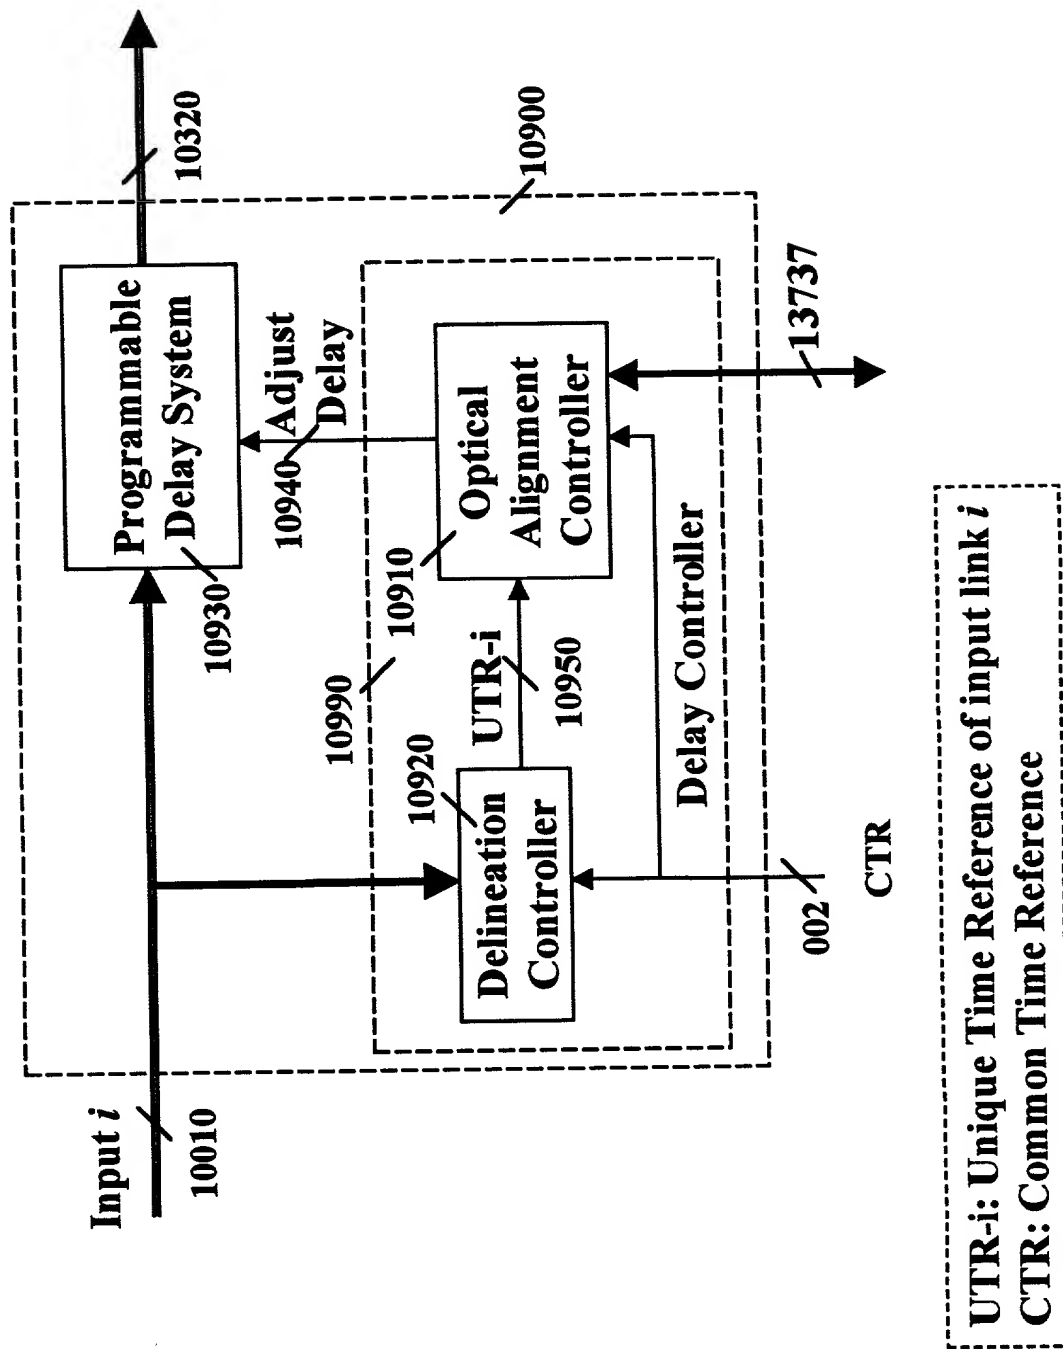 Input i
10010
Programmable
Delay System
10930
10320
10900
Adjust
Delay
10940
10990
10910
10920
Optical
Alignment
Controller
UTR-i
10950
Delineation
Controller
Delay Controller
13737
002
CTR
UTR-i: Unique Time Reference of input link i
CTR: Common Time Reference